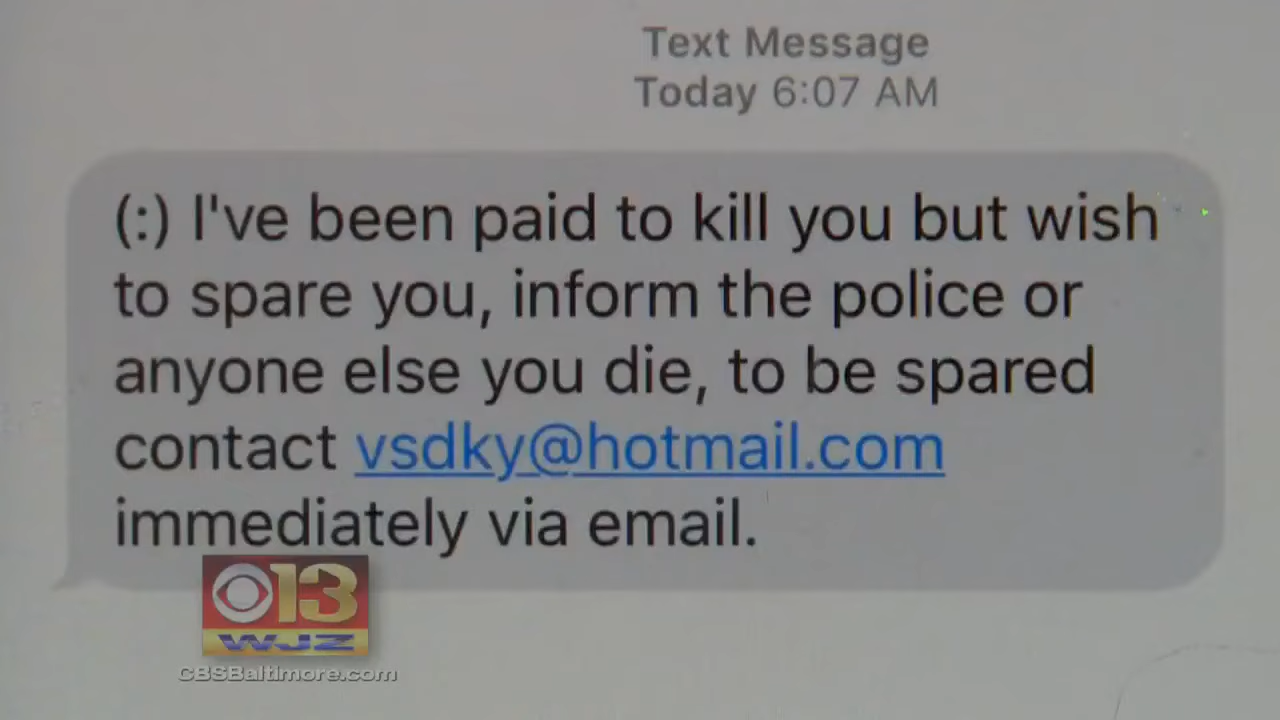 Text Message
Today 6:07 AM
(:) I've been paid to kill you but wish
to spare you, inform the police or
anyone else you die, to be spared
contact vsdky@hotmail.com
immediately via email.
13
WJZ
CBSBaltimore.com